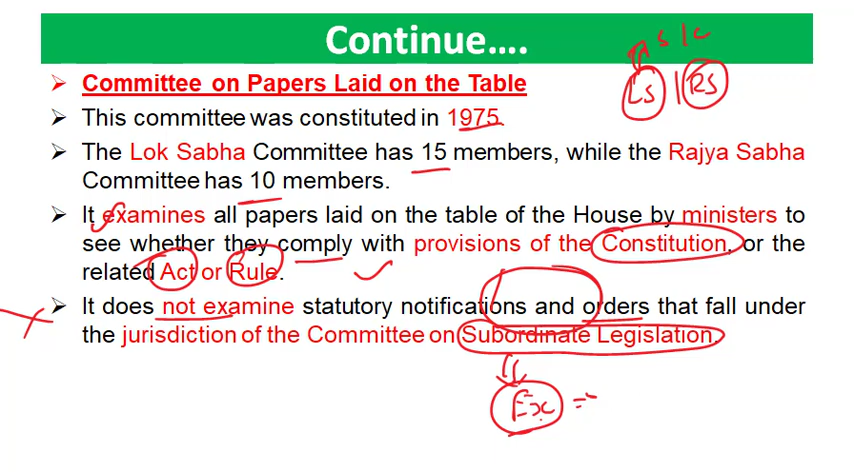 Continue….
S | C
LS | RS
➤ Committee on Papers Laid on the Table
➤ This committee was constituted in 1975.
➤ The Lok Sabha Committee has 15 members, while the Rajya Sabha
Committee has 10 members.
➤ It examines all papers laid on the table of the House by ministers to
see whether they comply with provisions of the Constitution, or the
related Act or Rule.
➤ It does not examine statutory notifications and orders that fall under
the jurisdiction of the Committee on Subordinate Legislation.
Ex